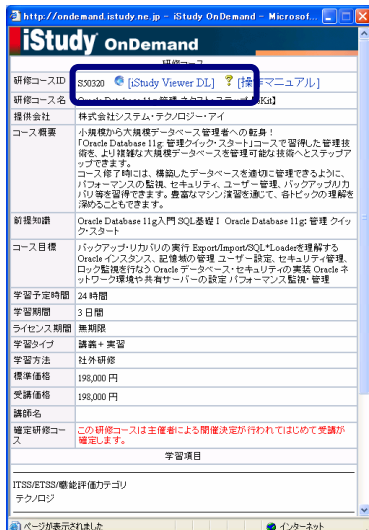 http://ondemand.istudy.ne.jp - iStudy OnDemand - Microsof...
iStudy OnDemand
研修コース
研修コースID
S50320 [iStudy Viewer DL] [操作マニュアル]
研修コース名
Oracle Database 11g 管理
提供会社
株式会社システム・テクノロジー・アイ
コース概要
小規模から大規模データベース管理者への転身！
「Oracle Database 11g: 管理クイック・スタート」コースで習得した管理技
術を、より複雑な大規模データベースを管理可能な技術へとステップア
ップできます。
コース修了時には、構築したデータベースを適切に管理できるように、
パフォーマンスの監視、セキュリティ、ユーザー管理、バックアップ/リカ
バリ等を習得できます。豊富なマシン演習を通じて、各トピックの理解を
深めることもできます。
前提知識
Oracle Database 11g入門 SQL基礎 I Oracle Database 11g: 管理 クイッ
ク・スタート
コース目標
バックアップ・リカバリの実行 Export/Import/SQL*Loaderを理解する
Oracle インスタンス、記憶域の管理 ユーザー設定、セキュリティ管理、
ロック監視を行なう Oracle データベース・セキュリティの実装 Oracle ネ
ットワーク環境や共有サーバーの設定 パフォーマンス監視・管理
学習予定時間
24 時間
学習期間
3 日間
ライセンス期間
無期限
学習タイプ
講義＋実習
学習方法
社外研修
標準価格
198,000 円
受講価格
198,000 円
講師名
確定研修コー
ス
この研修コースは主催者による開催決定が行われてはじめて受講が
確定します。
学習項目
ITSS/ETSS/職能評価カテゴリ
テクノロジ
ページが表示されました
インターネット